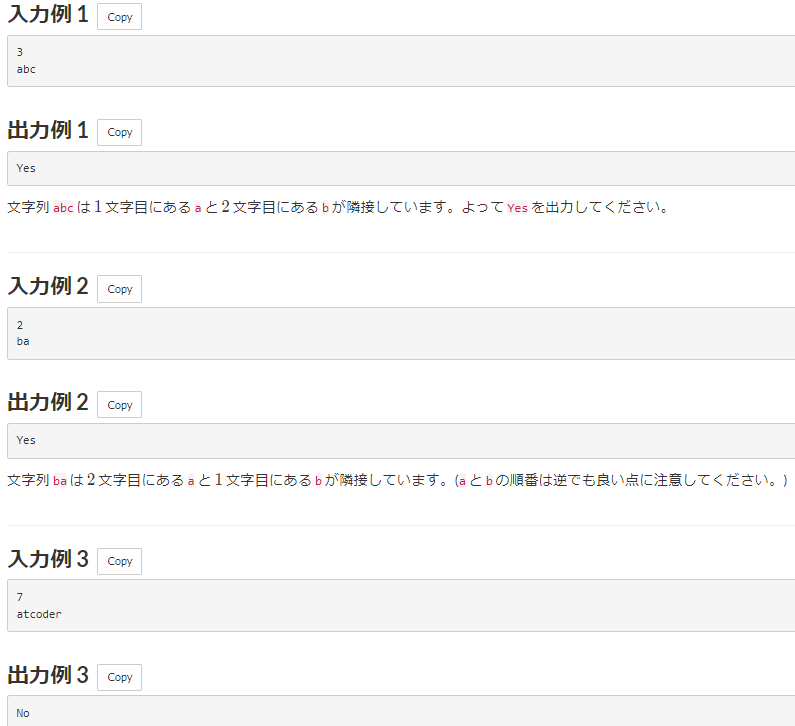 入力例 1 Copy
3
abc
出力例 1 Copy
Yes
文字列 abc は 1 文字目にある a と 2 文字目にある b が隣接しています。よって Yes を出力してください。
入力例 2 Copy
2
ba
出力例 2 Copy
Yes
文字列 ba は 2 文字目にある a と 1 文字目にある b が隣接しています。(a と b の順番は逆でも良い点に注意してください。)
入力例 3 Copy
7
atcoder
出力例 3 Copy
No